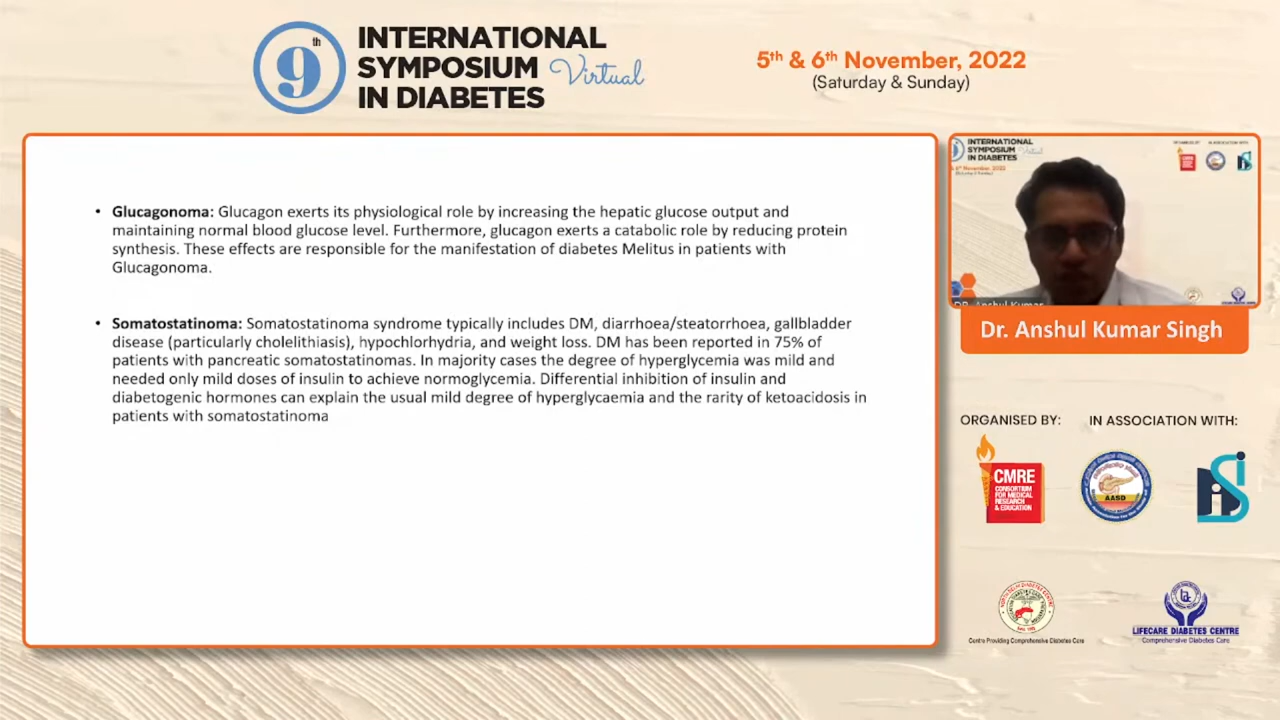 9th
INTERNATIONAL
SYMPOSIUM Virtual
IN DIABETES
5th & 6th November, 2022
(Saturday & Sunday)
• Glucagonoma: Glucagon exerts its physiological role by increasing the hepatic glucose output and
maintaining normal blood glucose level. Furthermore, glucagon exerts a catabolic role by reducing protein
synthesis. These effects are responsible for the manifestation of diabetes Melitus in patients with
Glucagonoma.
• Somatostatinoma: Somatostatinoma syndrome typically includes DM, diarrhoea/steatorrhoea, gallbladder
disease (particularly cholelithiasis), hypochlorhydria, and weight loss. DM has been reported in 75% of
patients with pancreatic somatostatinomas. In majority cases the degree of hyperglycemia was mild and
needed only mild doses of insulin to achieve normoglycemia. Differential inhibition of insulin and
diabetogenic hormones can explain the usual mild degree of hyperglycaemia and the rarity of ketoacidosis in
patients with somatostatinoma
INTERNATIONAL
SYMPOSIUM Virtual
IN DIABETES
DR. Anshul Kumar
Dr. Anshul Kumar Singh
ORGANISED BY:
IN ASSOCIATION WITH:
CMRE
CONSORTIUM
FOR MEDICAL
RESEARCH
& EDUCATION
AASD
Centre Providing Comprehensive Diabetes Care
LIFECARE DIABETES CENTRE
Comprehensive Diabetes Care